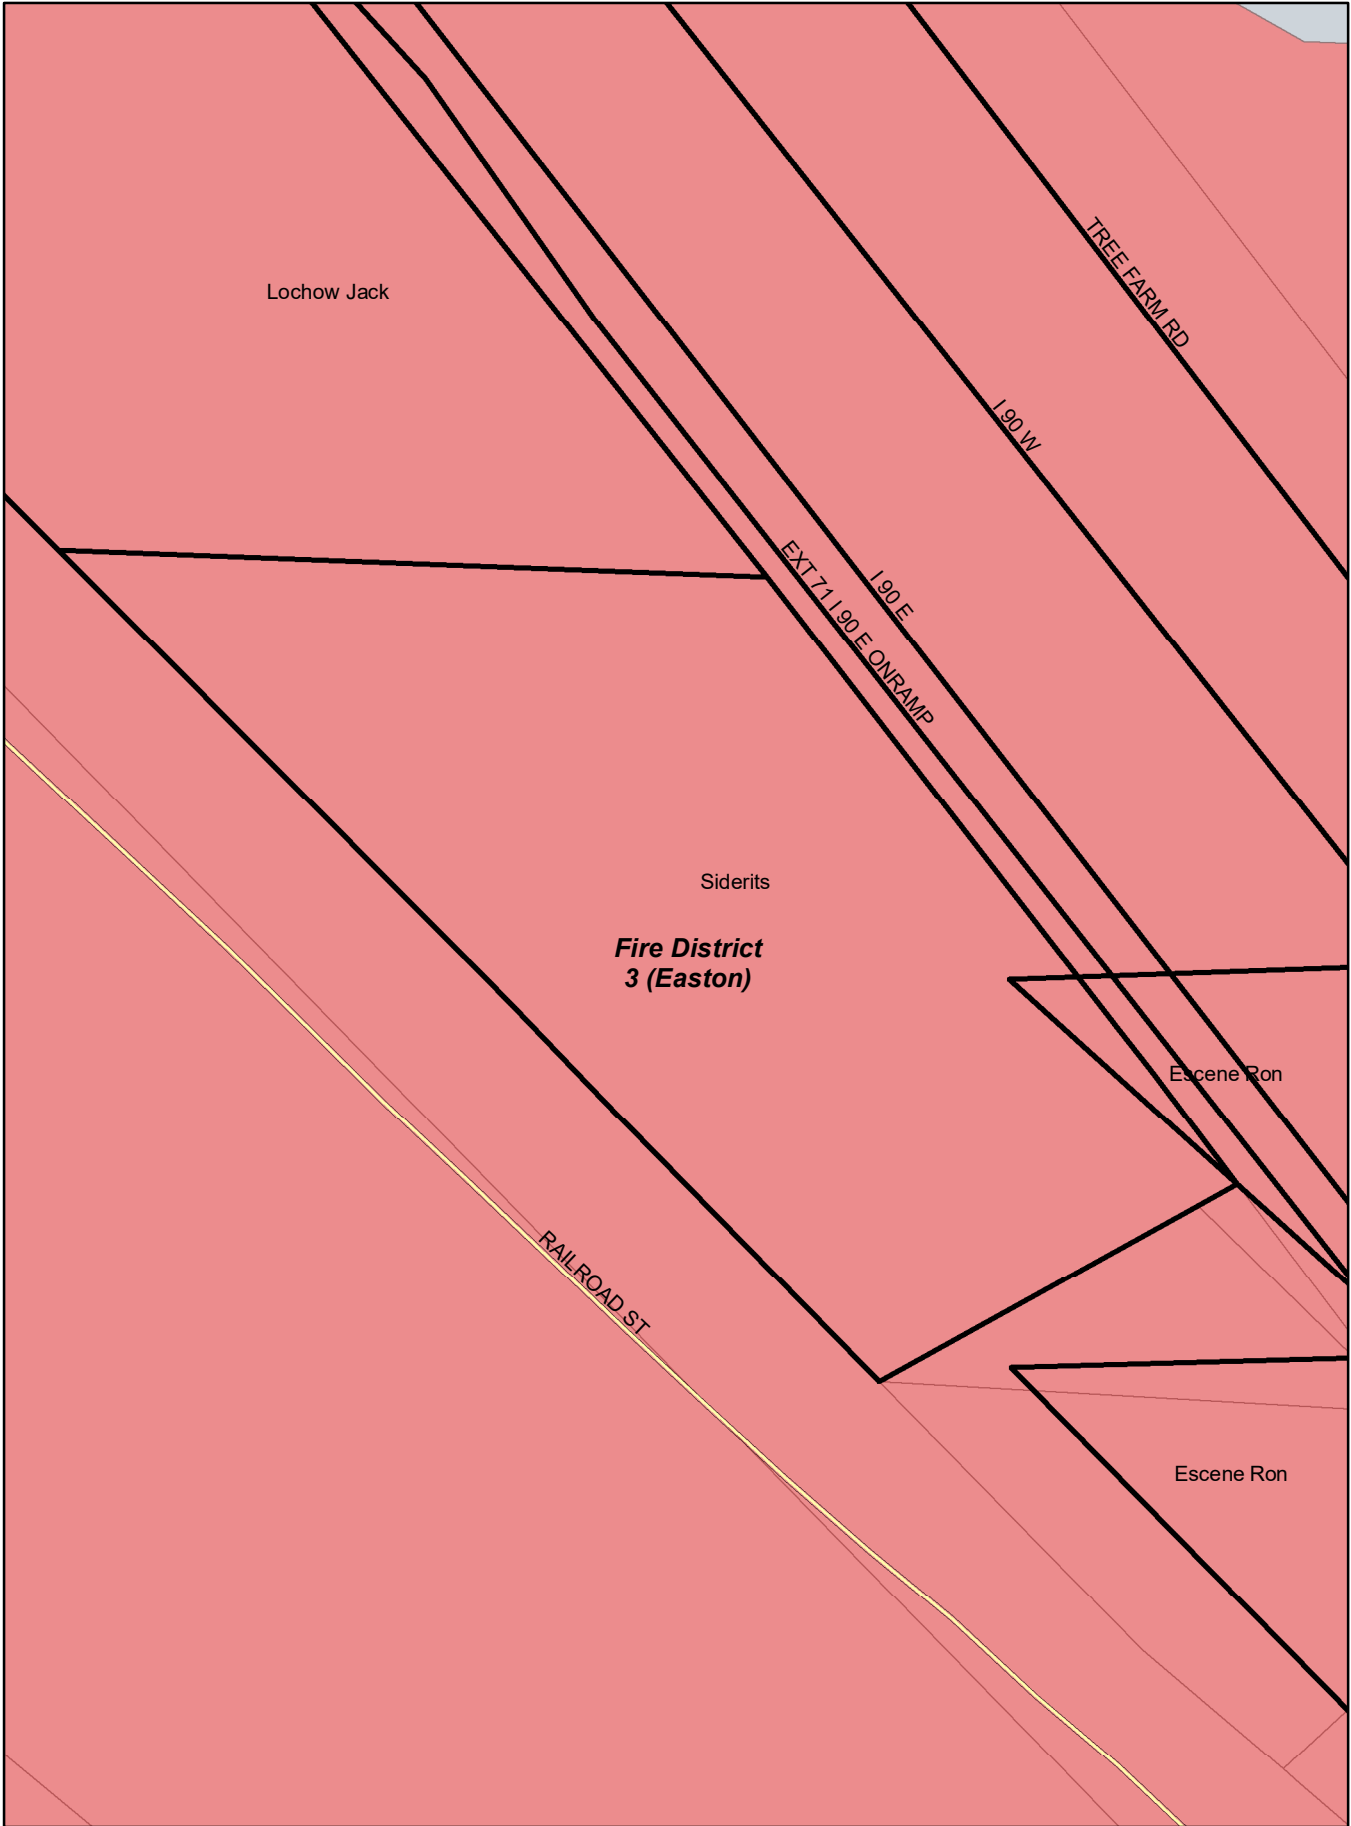 TREE FARM RD
Lochow Jack
I 90 W
I 90 E
EXT 71 I 90 E ONRAMP
Siderits
Fire District
3 (Easton)
Escene Ron
RAILROAD ST
Escene Ron